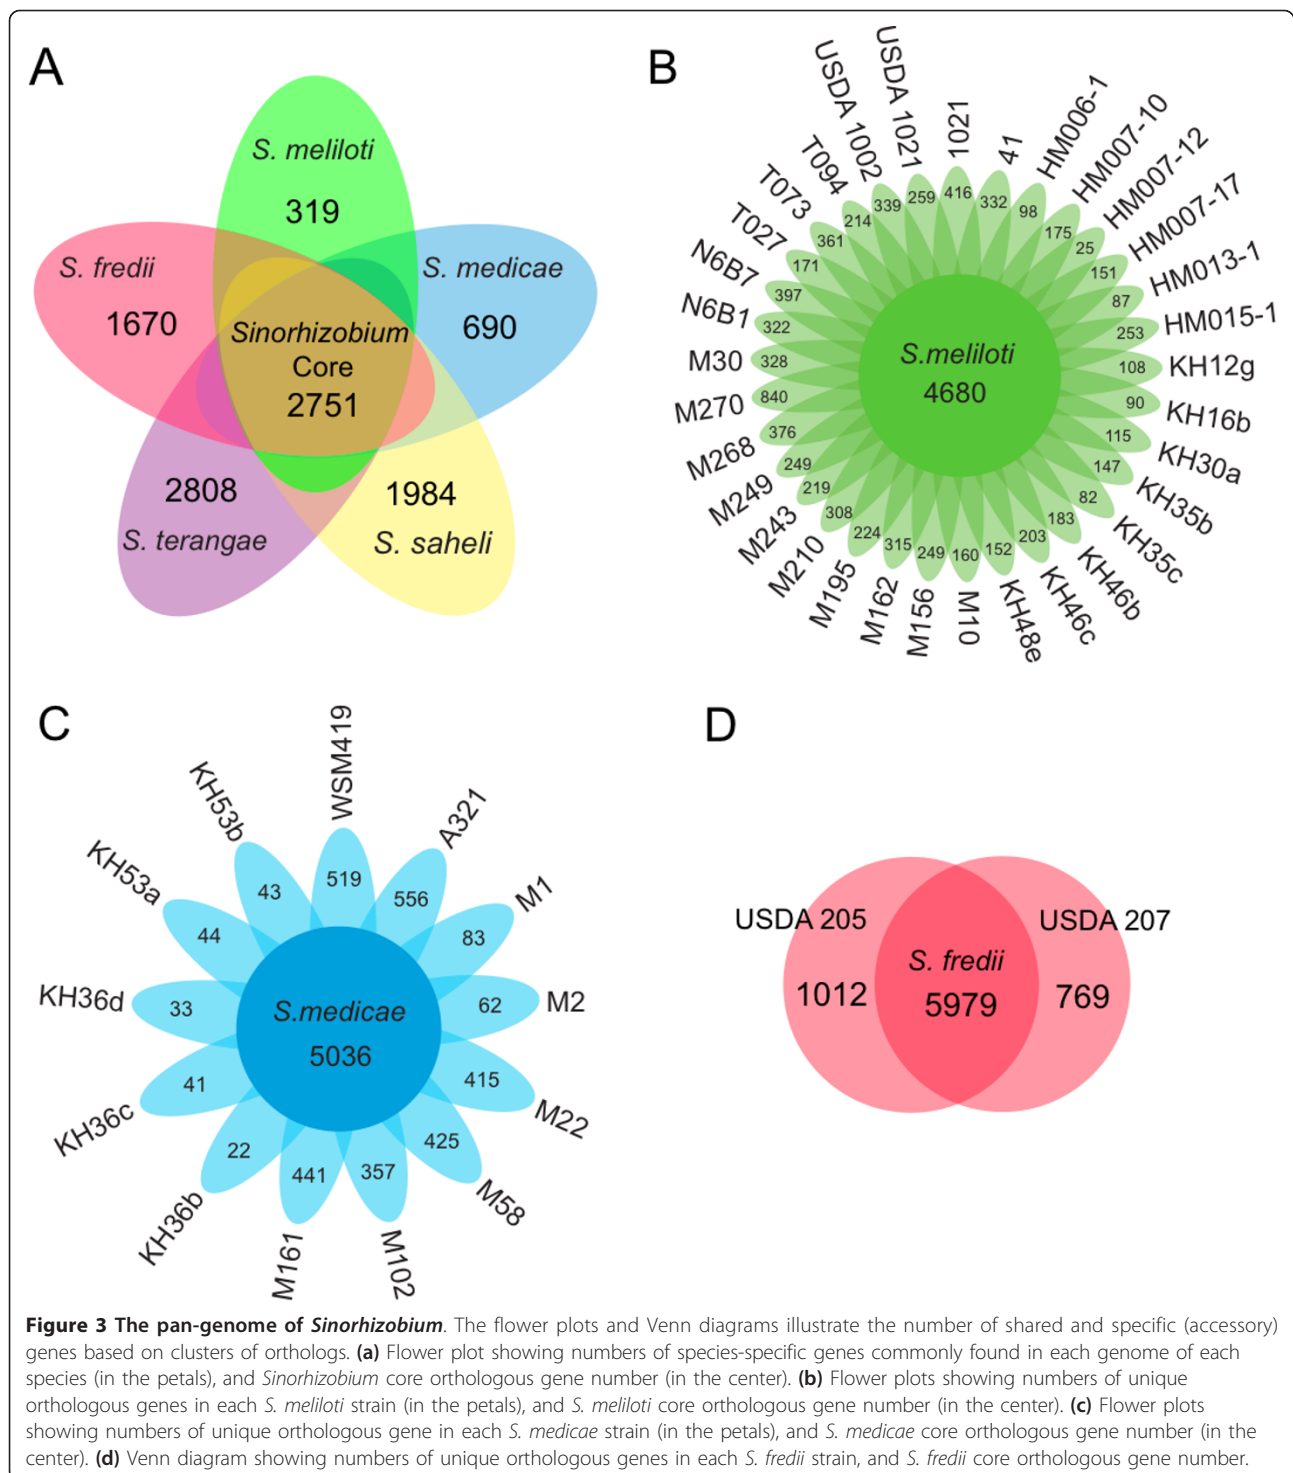 A
S. meliloti
319
S. fredii
1670
S. medicae
690
Sinorhizobium
Core
2751
2808
S. terangae
1984
S. saheli
B
1021
416
41
332
HM006-1
98
HM007-10
175
HM007-12
25
HM007-17
151
HM013-1
87
HM015-1
253
KH12g
108
KH16b
90
KH30a
115
KH35b
147
KH35c
82
KH46b
183
KH46c
203
KH48e
152
M10
160
M156
249
M162
315
M195
224
M210
308
M243
219
M249
249
M268
376
M270
840
M30
328
N6B1
322
N6B7
397
T027
171
T073
361
T094
214
USDA 1002
339
USDA 1021
259
S.meliloti
4680
C
WSM419
519
A321
556
M1
83
M2
62
M22
415
M58
425
M102
357
M161
441
KH36b
22
KH36c
41
KH36d
33
KH53a
44
KH53b
43
S.medicae
5036
D
USDA 205
1012
S. fredii
5979
USDA 207
769
Figure 3 The pan-genome of Sinorhizobium. The flower plots and Venn diagrams illustrate the number of shared and specific (accessory)
genes based on clusters of orthologs. (a) Flower plot showing numbers of species-specific genes commonly found in each genome of each
species (in the petals), and Sinorhizobium core orthologous gene number (in the center). (b) Flower plots showing numbers of unique
orthologous genes in each S. meliloti strain (in the petals), and S. meliloti core orthologous gene number (in the center). (c) Flower plots
showing numbers of unique orthologous gene in each S. medicae strain (in the petals), and S. medicae core orthologous gene number (in the
center). (d) Venn diagram showing numbers of unique orthologous genes in each S. fredii strain, and S. fredii core orthologous gene number.